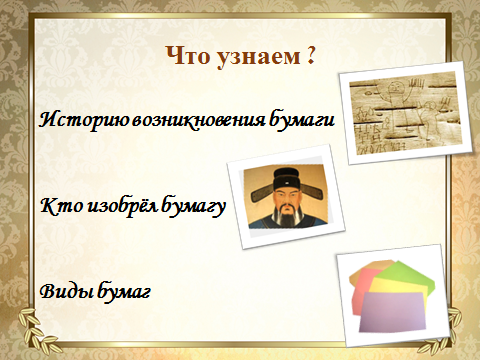 Что узнаем ?
Историю возникновения бумаги
Кто изобрёл бумагу
Виды бумаг